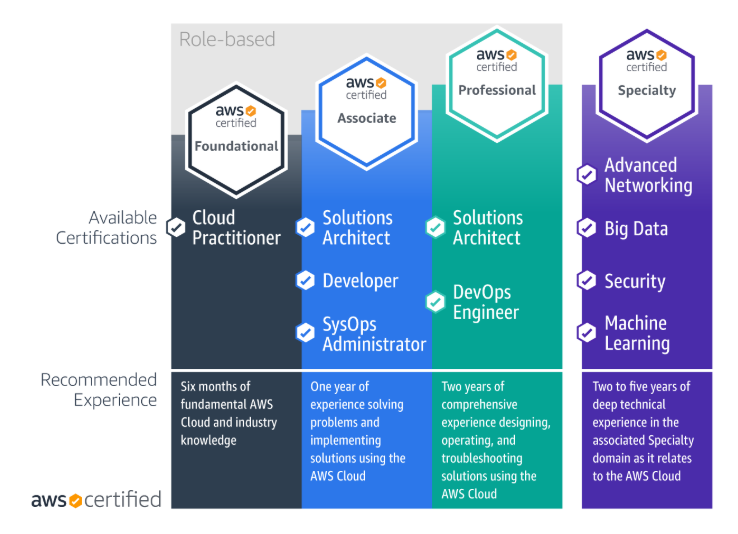 Role-based
aws
certified
Foundational
aws
certified
Associate
aws
certified
Professional
aws
certified
Specialty
Available
Certifications
Cloud
Practitioner
Solutions
Architect
Developer
SysOps
Administrator
Solutions
Architect
DevOps
Engineer
Advanced
Networking
Big Data
Security
Machine
Learning
Recommended
Experience
Six months of
fundamental AWS
Cloud and industry
knowledge
One year of
experience solving
problems and
implementing
solutions using the
AWS Cloud
Two years of
comprehensive
experience designing,
operating, and
troubleshooting
solutions using the
AWS Cloud
Two to five years of
deep technical
experience in the
associated Specialty
domain as it relates
to the AWS Cloud
aws certified